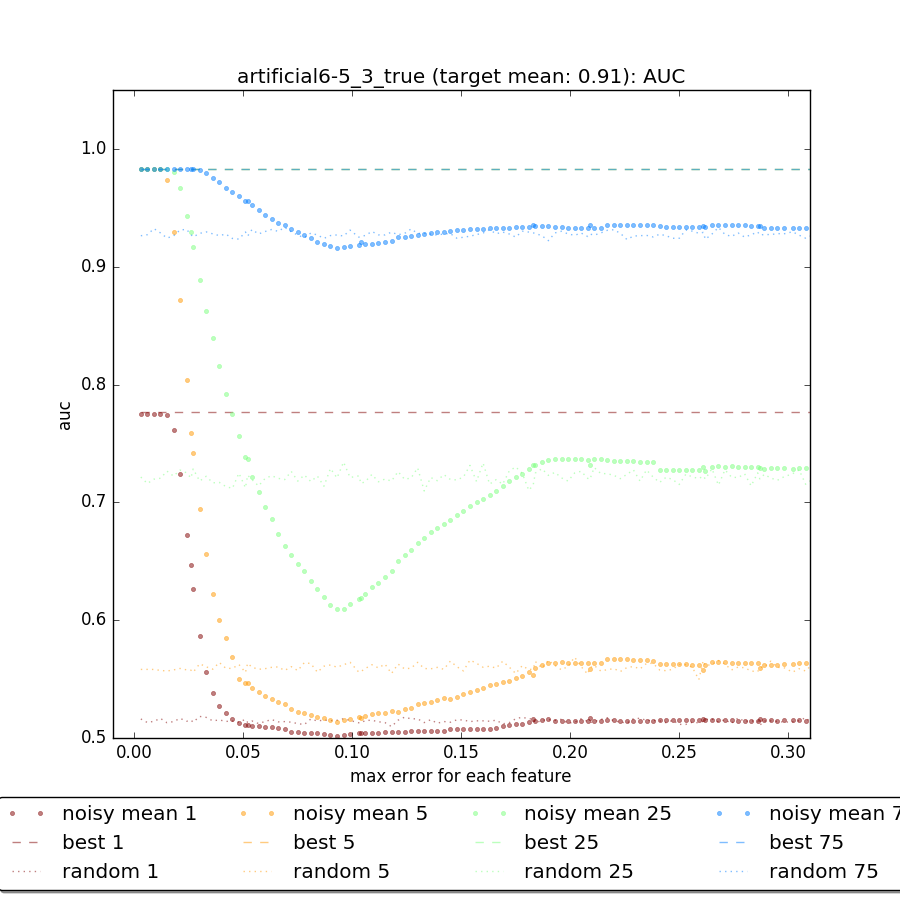 artificial6-5_3_true (target mean: 0.91): AUC
1.0
0.9
0.8
0.7
0.6
0.5
auc
0.00 0.05 0.10 0.15 0.20 0.25 0.30
max error for each feature
noisy mean 1 noisy mean 5 noisy mean 25 noisy mean 7
best 1 best 5 best 25 best 75
random 1 random 5 random 25 random 75